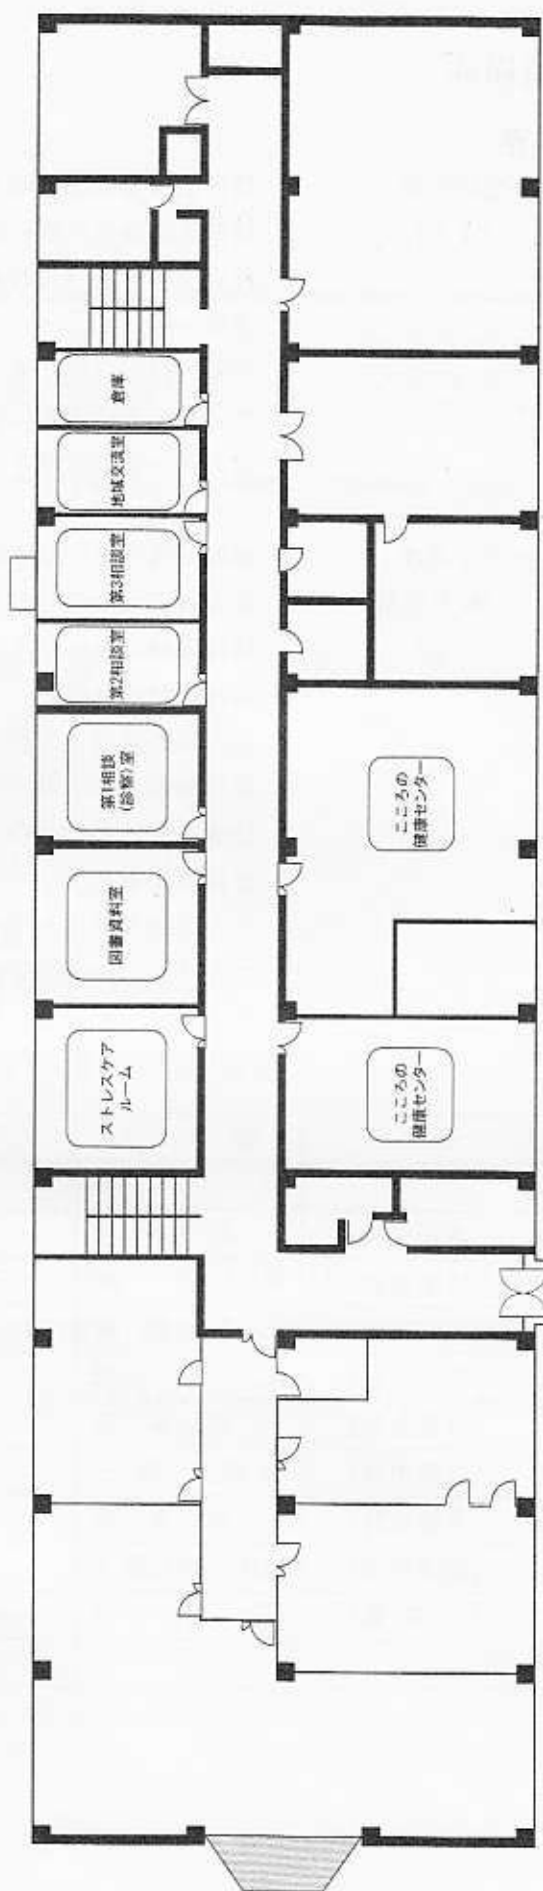 倉庫
地域交流室
第3相談室
第2相談室
第1相談
(診察)室
図書資料室
ストレスケア
ルーム
こころの
健康センター
こころの
健康センター